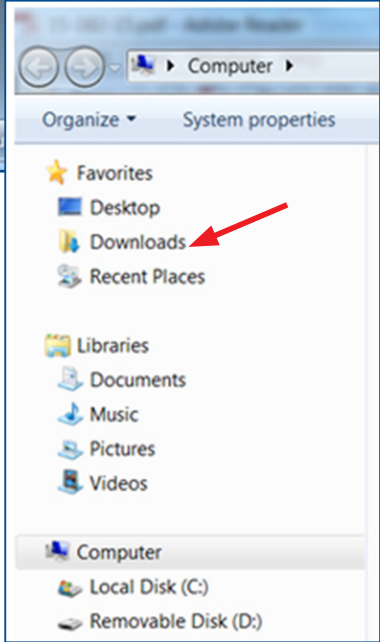 Computer
Organize System properties
Favorites
Desktop
Downloads
Recent Places
Libraries
Documents
Music
Pictures
Videos
Computer
Local Disk (C:)
Removable Disk (D:)